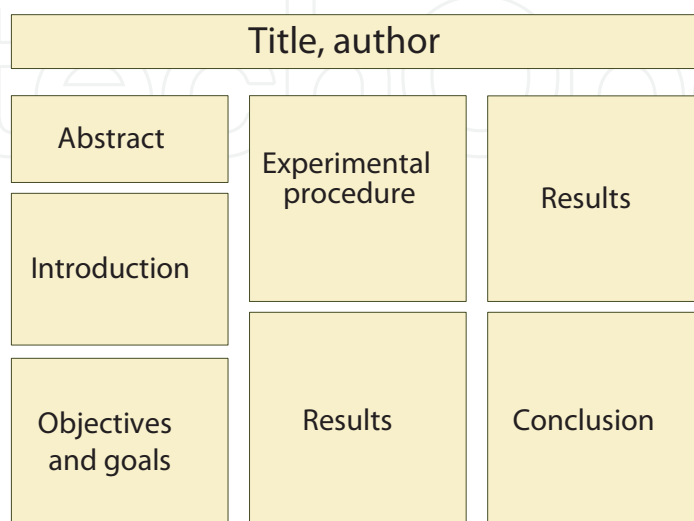 Title, author
Abstract
Introduction
Objectives
and goals
Experimental
procedure
Results
Results
Conclusion